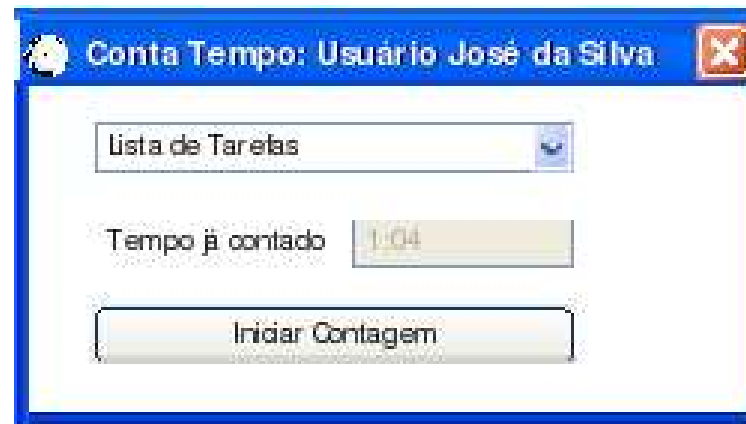 Conta Tempo: Usuário José da Silva
Lista de Tarefas
Tempo já contado 1:04
Iniciar Contagem